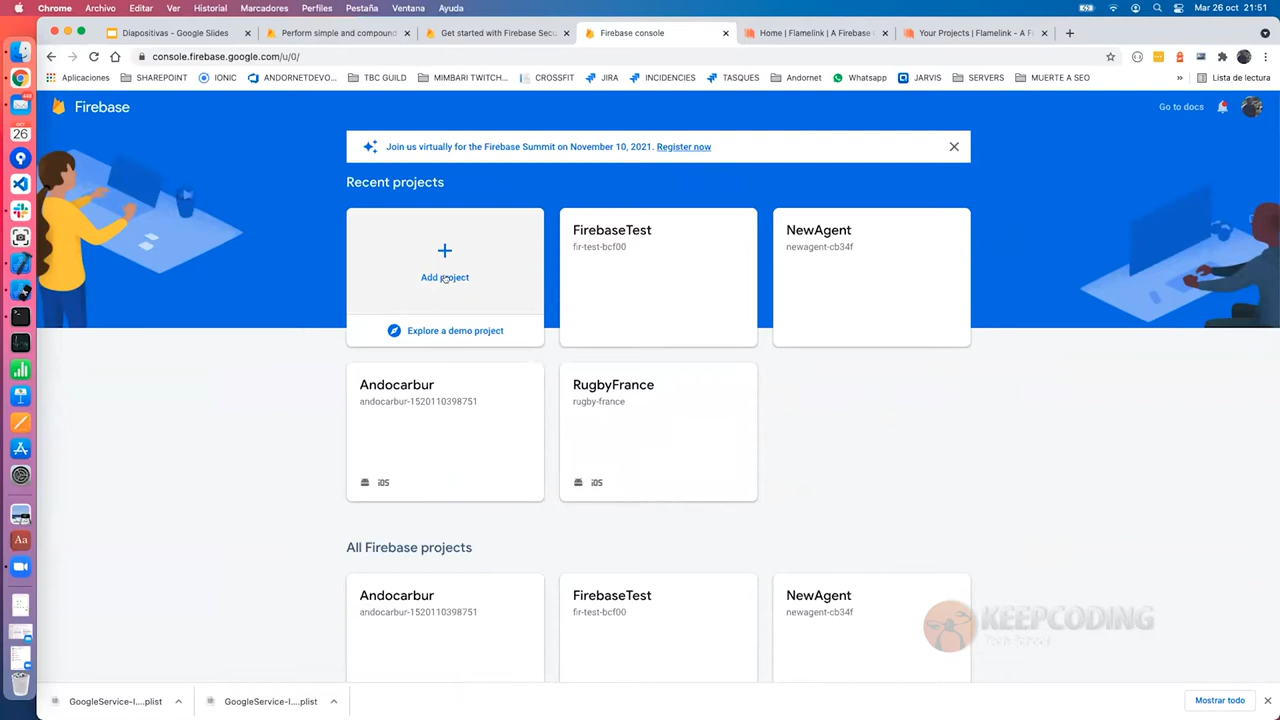 Chrome Archivo Editar Ver Historial Marcadores Perfiles Pestaña Ventana Ayuda
Mar 26 oct 21:51
Diapositivas - Google Slides
Perform simple and compound
Get started with Firebase Secu
Firebase console
Home | Flamelink | A Firebase
Your Projects | Flamelink - A Fi
console.firebase.google.com/u/0/
Aplicaciones SHAREPOINT IONIC ANDORNETDEVO... TBC GUILD MIMBARI TWITCH... CROSSFIT JIRA INCIDENCIES TASQUES Andornet Whatsapp JARVIS SERVERS MUERTE A SEO » Lista de lectura
Firebase
Go to docs
Join us virtually for the Firebase Summit on November 10, 2021. Register now
Recent projects
Add project
Explore a demo project
FirebaseTest
fir-test-bcf00
NewAgent
newagent-cb34f
Andocarbur
andocarbur-1520110398751
iOS
RugbyFrance
rugby-france
iOS
All Firebase projects
Andocarbur
andocarbur-1520110398751
FirebaseTest
fir-test-bcf00
NewAgent
newagent-cb34f
KEEPCODING
Tech School
GoogleService-I....plist
GoogleService-I....plist
Mostrar todo